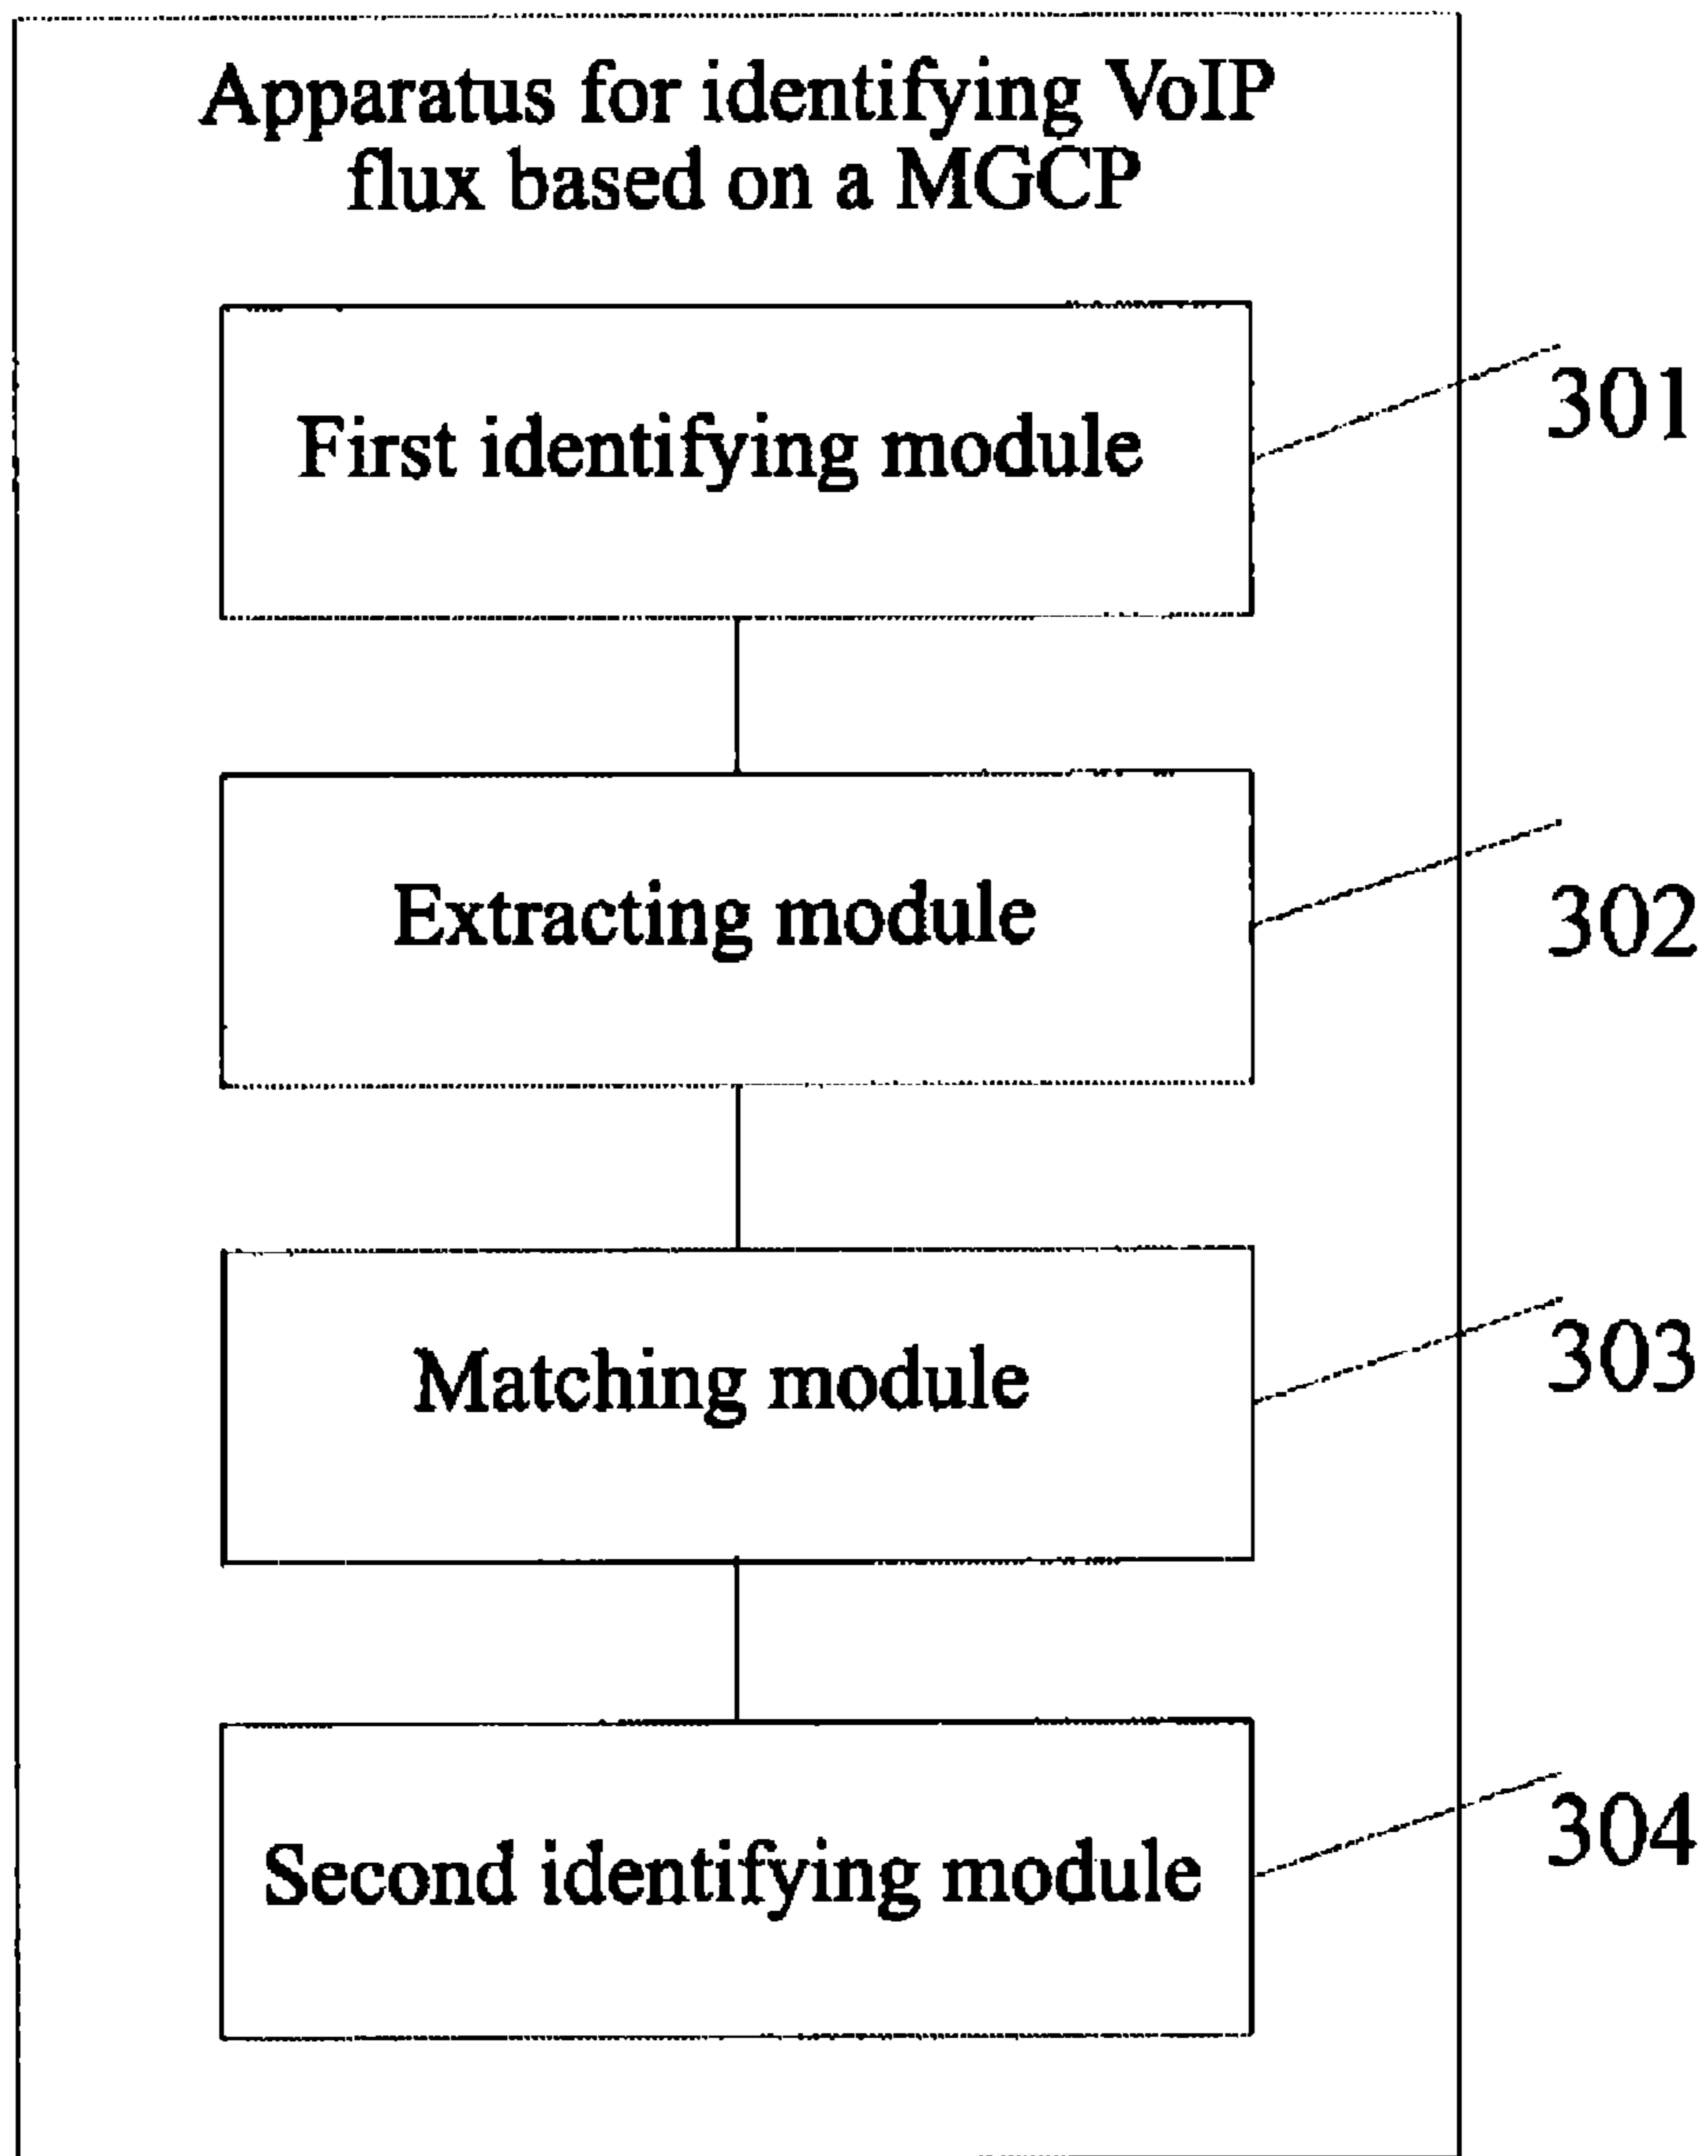 Apparatus for identifying VoIP
flux based on a MGCP
First identifying module
301
Extracting module
302
Matching module
303
Second identifying module
304